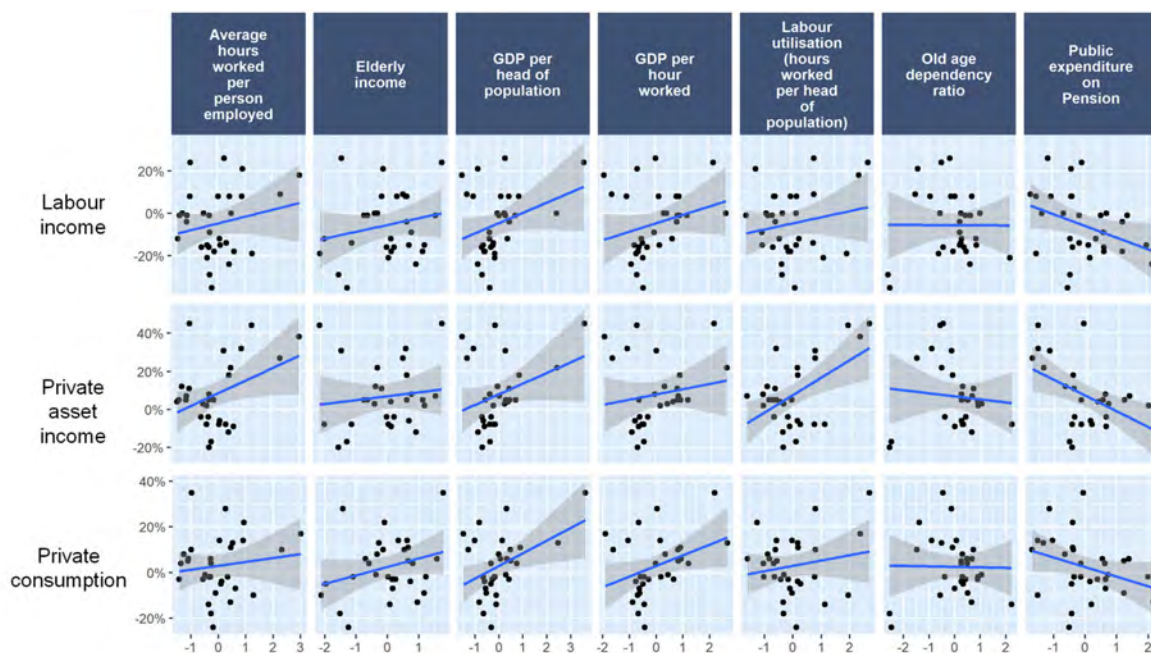 Average
hours
worked
per
person
employed
Elderly
income
GDP per
head of
population
GDP per
hour
worked
Labour
utilisation
(hours
worked
per head
of
population)
Old age
dependency
ratio
Public
expenditure
on
Pension
Labour
income
20%
0%
-20%
Private
asset
income
40%
20%
0%
-20%
Private
consumption
40%
20%
0%
-20%
-1 0 1 2 3
-2 -1 0 1
-1 0 1 2 3
-2 -1 0 1 2
-1 0 1 2
-2 -1 0 1 2
-1 0 1 2